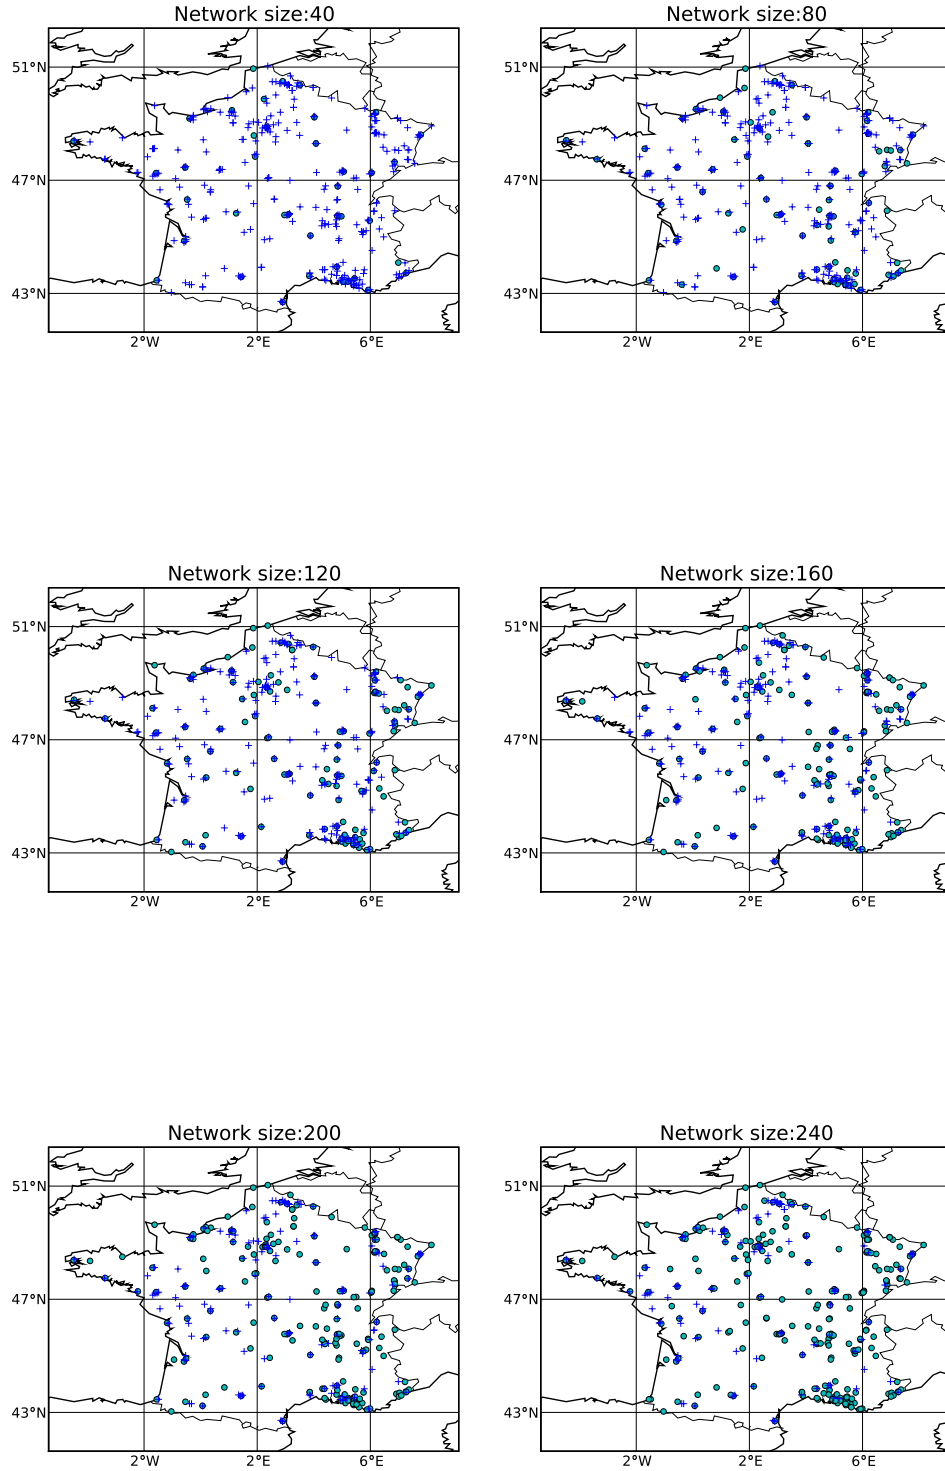 Network size:40
Network size:80
51°N
51°N
47°N
47°N
43°N
43°N
2°W 2°E 6°E
2°W 2°E 6°E
Network size:120
Network size:160
51°N
51°N
47°N
47°N
43°N
43°N
2°W 2°E 6°E
2°W 2°E 6°E
Network size:200
Network size:240
51°N
51°N
47°N
47°N
43°N
43°N
2°W 2°E 6°E
2°W 2°E 6°E